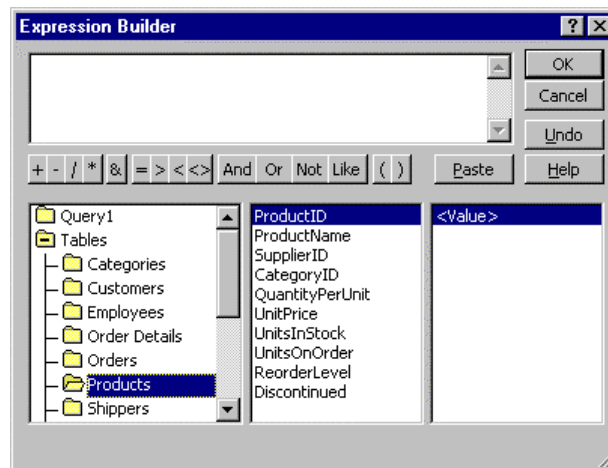 Expression Builder
? ×
OK
Cancel
Undo
+ - / * & = > < <> And Or Not Like ( ) Paste Help
Query1
Tables
Categories
Customers
Employees
Order Details
Orders
Products
Shippers
ProductID
ProductName
SupplierID
CategoryID
QuantityPerUnit
UnitPrice
UnitsInStock
UnitsOnOrder
ReorderLevel
Discontinued
<Value>